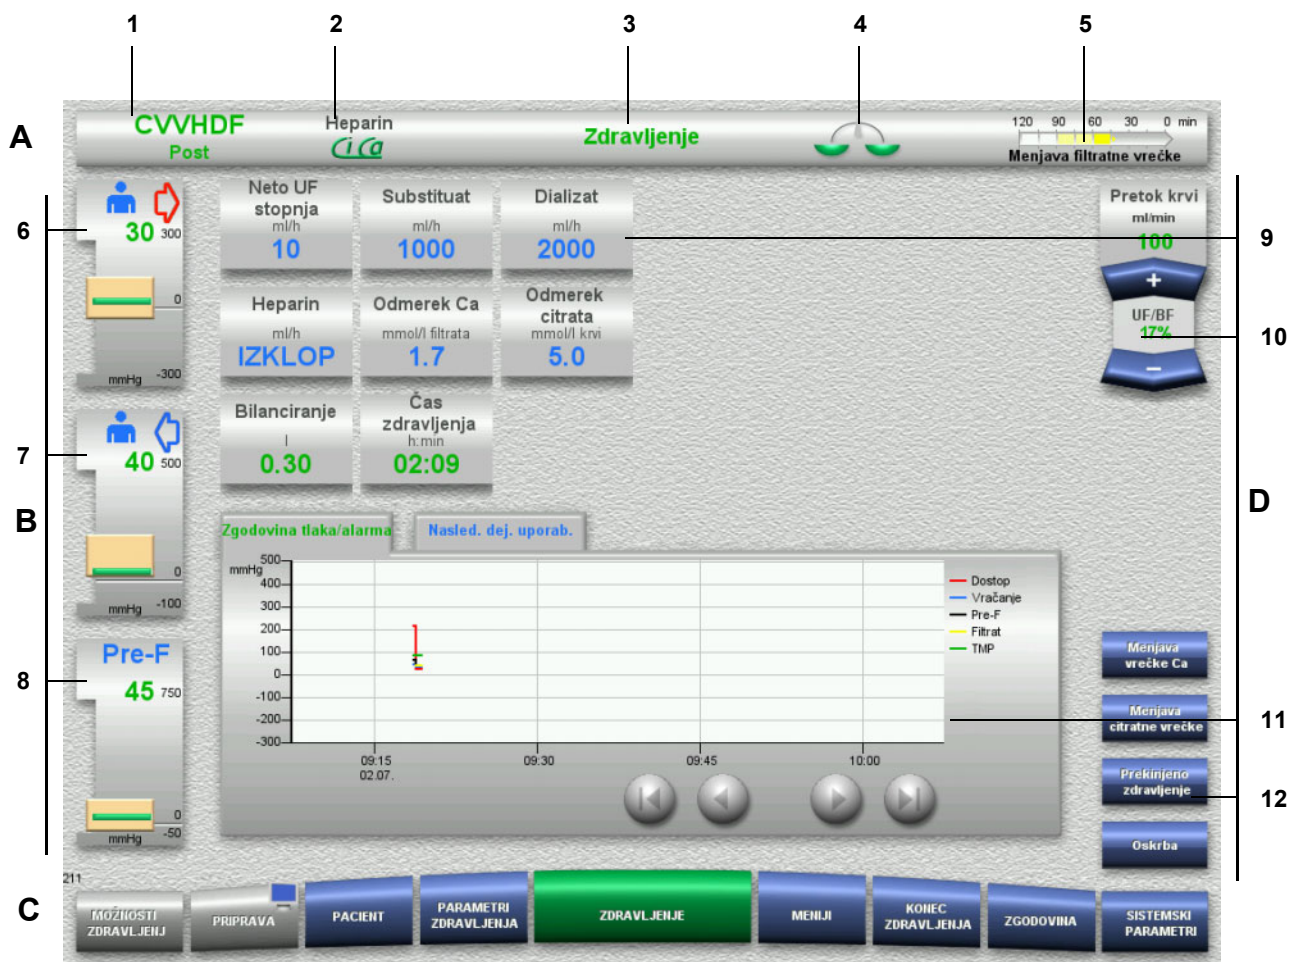 1 2 3 4 5
A
CVVHDF
Post
Heparin
CiCa
Zdravljenje
120 90 60 30 0 min
Menjava filtratne vrečke
6
30 300
0
mmHg -300
Neto UF
stopnja
ml/h
10
Substituat
ml/h
1000
Dializat
ml/h
2000
Pretok krvi
ml/min
100
+
UF/BF
17%
–
9
10
Heparin
ml/h
IZKLOP
Odmerek Ca
mmol/l filtrata
1.7
Odmerek
citrata
mmol/l krvi
5.0
7
40 500
0
mmHg -100
Bilanciranje
l
0.30
Čas
zdravljenja
h:min
02:09
B
D
8
Pre-F
45 750
0
mmHg -50
Zgodovina tlaka/alarma
Nasled. dej. uporab.
mmHg
500
400
300
200
100
0
-100
-200
-300
09:15 09:30 09:45 10:00
02.07.
Dostop
Vračanje
Pre-F
Filtrat
TMP
Menjava
vrečke Ca
Menjava
citratne vrečke
11
Prekinjeno
zdravljenje
12
Oskrba
211
C
MOŽNOSTI
ZDRAVLJENJ
PRIPRAVA
PACIENT
PARAMETRI
ZDRAVLJENJA
ZDRAVLJENJE
MENIJI
KONEC
ZDRAVLJENJA
ZGODOVINA
SISTEMSKI
PARAMETRI